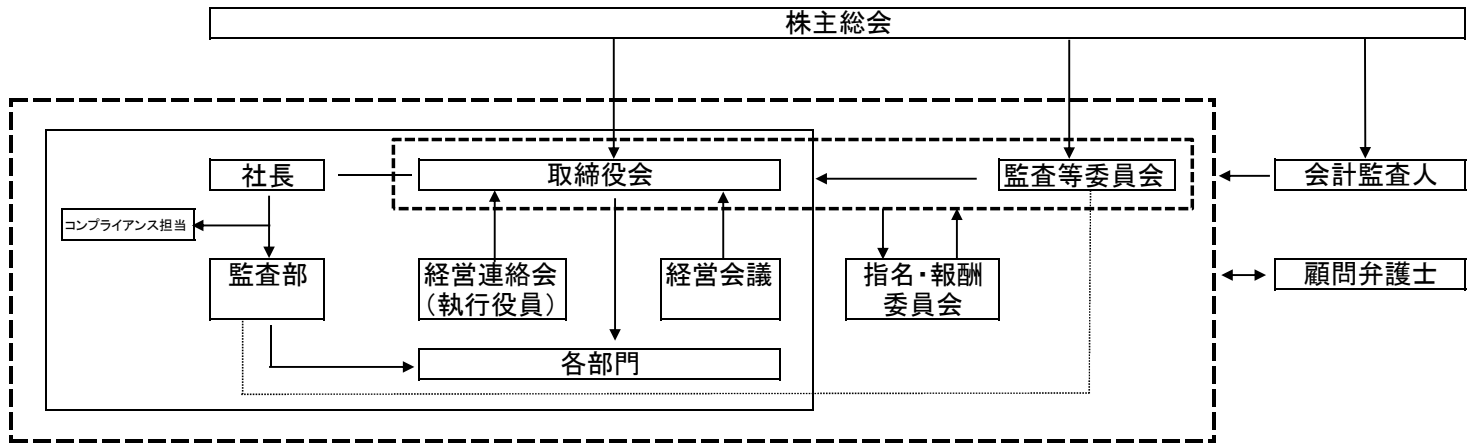 株主総会
社長
取締役会
監査等委員会
会計監査人
コンプライアンス担当
監査部
経営連絡会
（執行役員）
経営会議
指名・報酬
委員会
顧問弁護士
各部門